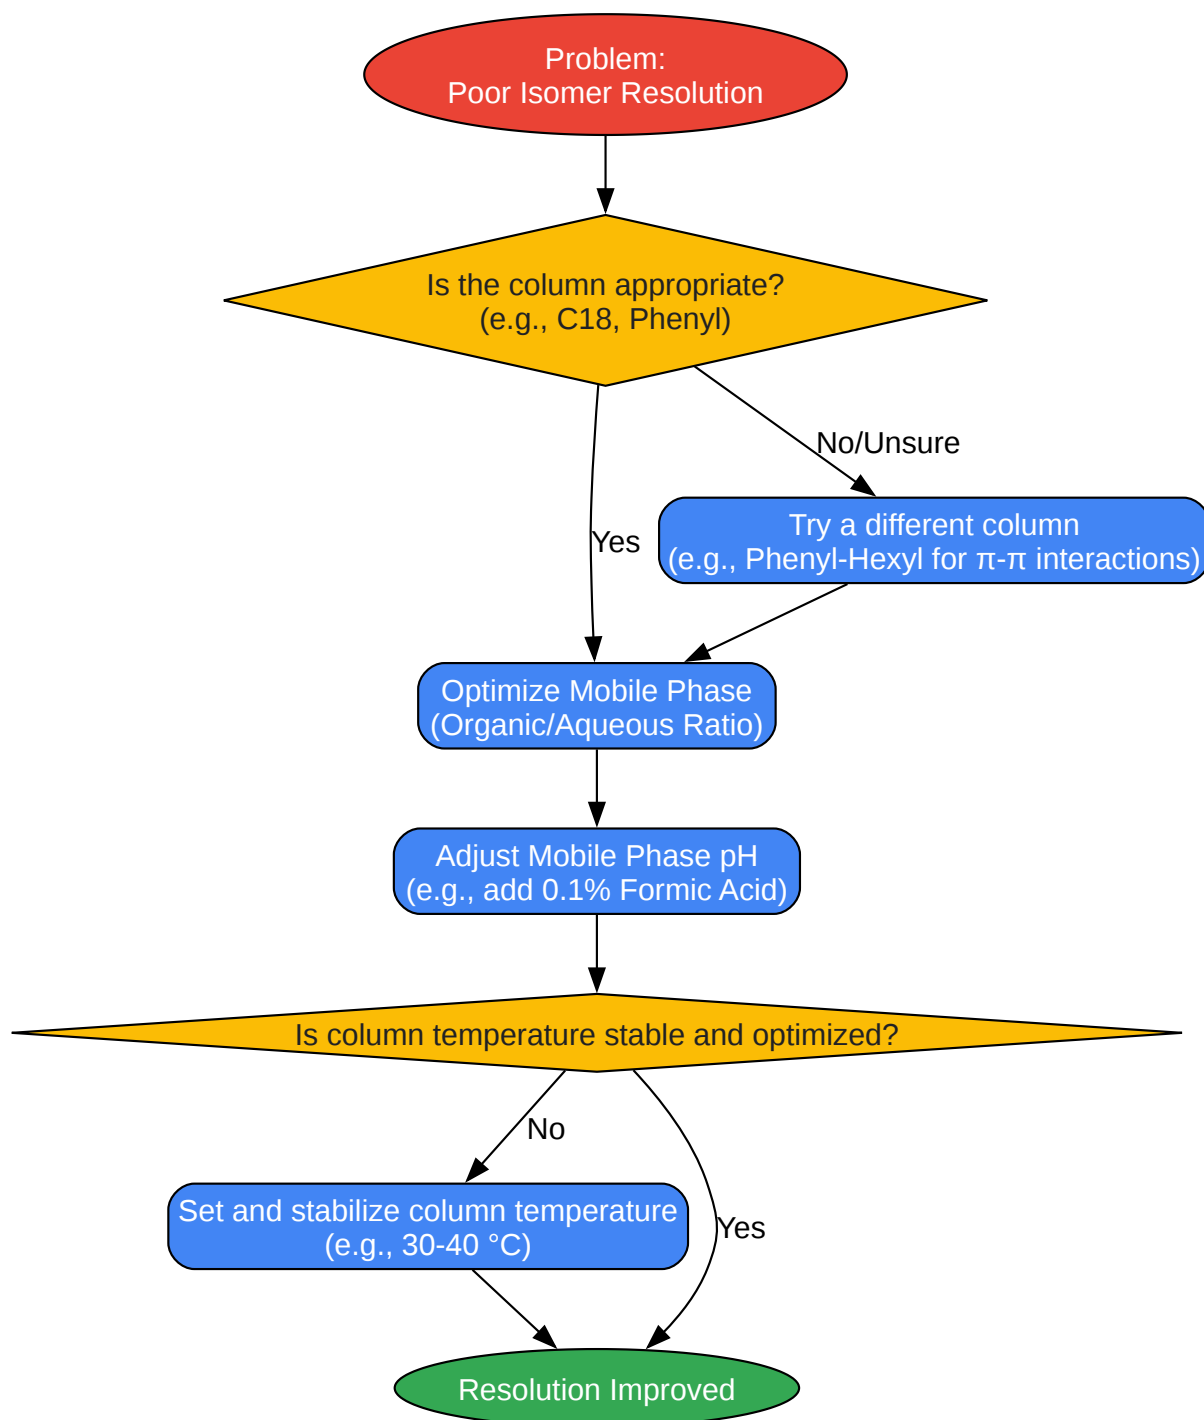 Problem:
Poor Isomer Resolution
Is the column appropriate?
(e.g., C18, Phenyl)
No/Unsure
Try a different column
(e.g., Phenyl-Hexyl for π-π interactions)
Yes
Optimize Mobile Phase
(Organic/Aqueous Ratio)
Adjust Mobile Phase pH
(e.g., add 0.1% Formic Acid)
Is column temperature stable and optimized?
No
Set and stabilize column temperature
(e.g., 30-40 °C)
Yes
Resolution Improved